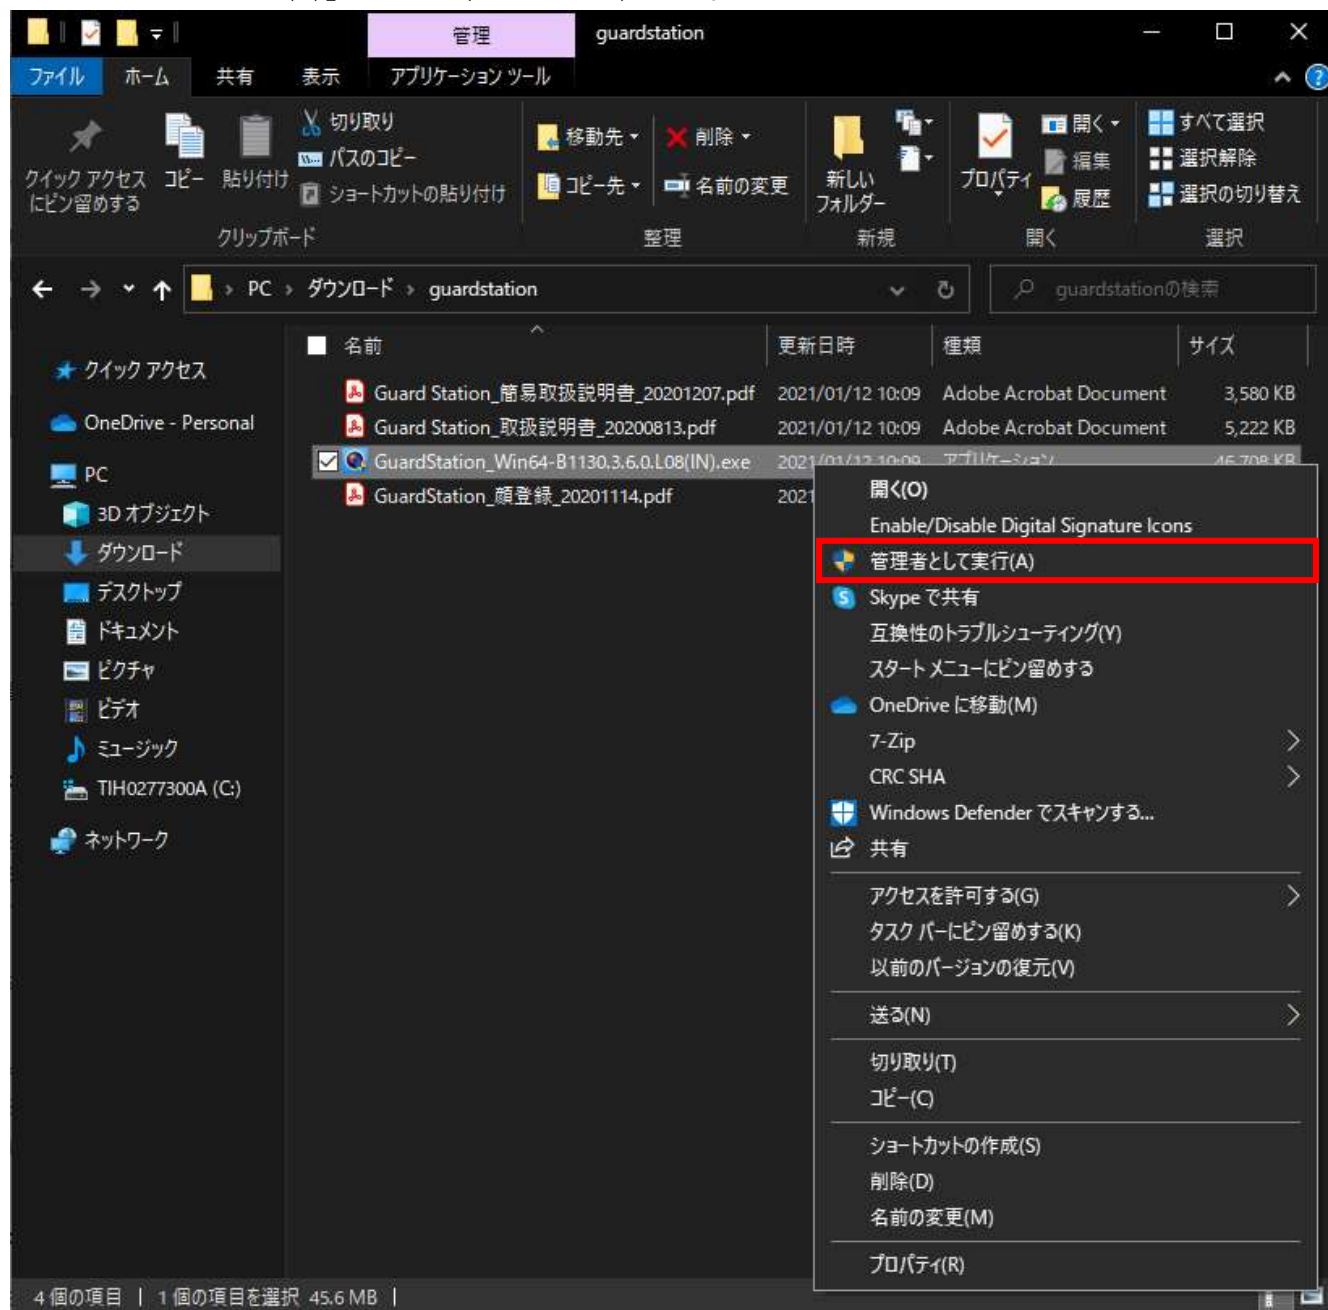 管理
guardstation
ファイル ホーム 共有 表示 アプリケーション ツール
クイック アクセス
にピン留めする
コピー
貼り付け
切り取り
パスのコピー
ショートカットの貼り付け
クリップボード
移動先
コピー先
削除
名前の変更
整理
新しい
フォルダー
新規
プロパティ
開く
編集
履歴
開く
すべて選択
選択解除
選択の切り替え
選択
PC › ダウンロード › guardstation
guardstationの検索
名前 更新日時 種類 サイズ
Guard Station_簡易取扱説明書_20201207.pdf 2021/01/12 10:09 Adobe Acrobat Document 3,580 KB
Guard Station_取扱説明書_20200813.pdf 2021/01/12 10:09 Adobe Acrobat Document 5,222 KB
GuardStation_Win64-B1130.3.6.0.L08(IN).exe 2021/01/12 10:09 アプリケーション 46,708 KB
GuardStation_顔登録_20201114.pdf 2021
クイック アクセス
OneDrive - Personal
PC
3D オブジェクト
ダウンロード
デスクトップ
ドキュメント
ピクチャ
ビデオ
ミュージック
TIH0277300A (C:)
ネットワーク
開く(O)
Enable/Disable Digital Signature Icons
管理者として実行(A)
Skype で共有
互換性のトラブルシューティング(Y)
スタート メニューにピン留めする
OneDrive に移動(M)
7-Zip
CRC SHA
Windows Defender でスキャンする...
共有
アクセスを許可する(G)
タスク バーにピン留めする(K)
以前のバージョンの復元(V)
送る(N)
切り取り(T)
コピー(C)
ショートカットの作成(S)
削除(D)
名前の変更(M)
プロパティ(R)
4 個の項目 | 1 個の項目を選択 45.6 MB |